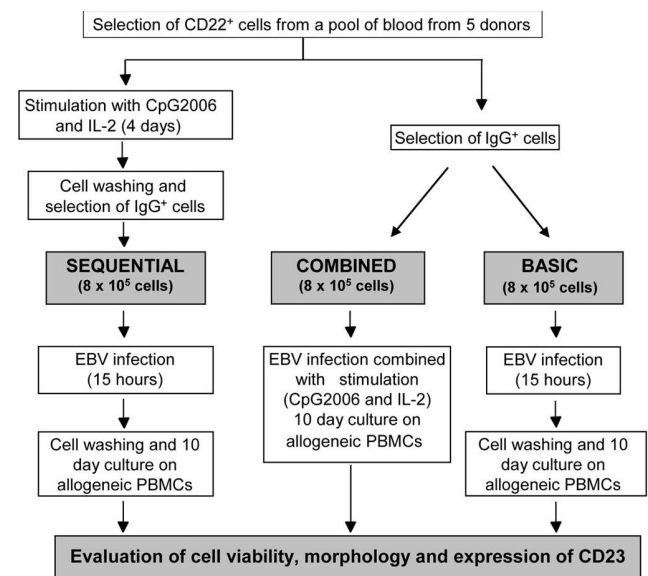 Selection of CD22⁺ cells from a pool of blood from 5 donors
Stimulation with CpG2006
and IL-2 (4 days)
Selection of IgG⁺ cells
Cell washing and
selection of IgG⁺ cells
SEQUENTIAL
(8 x 10⁵ cells)
COMBINED
(8 x 10⁵ cells)
BASIC
(8 x 10⁵ cells)
EBV infection
(15 hours)
EBV infection combined
with stimulation
(CpG2006 and IL-2)
10 day culture on
allogeneic PBMCs
EBV infection
(15 hours)
Cell washing and 10
day culture on
allogeneic PBMCs
Cell washing and 10
day culture on
allogeneic PBMCs
Evaluation of cell viability, morphology and expression of CD23